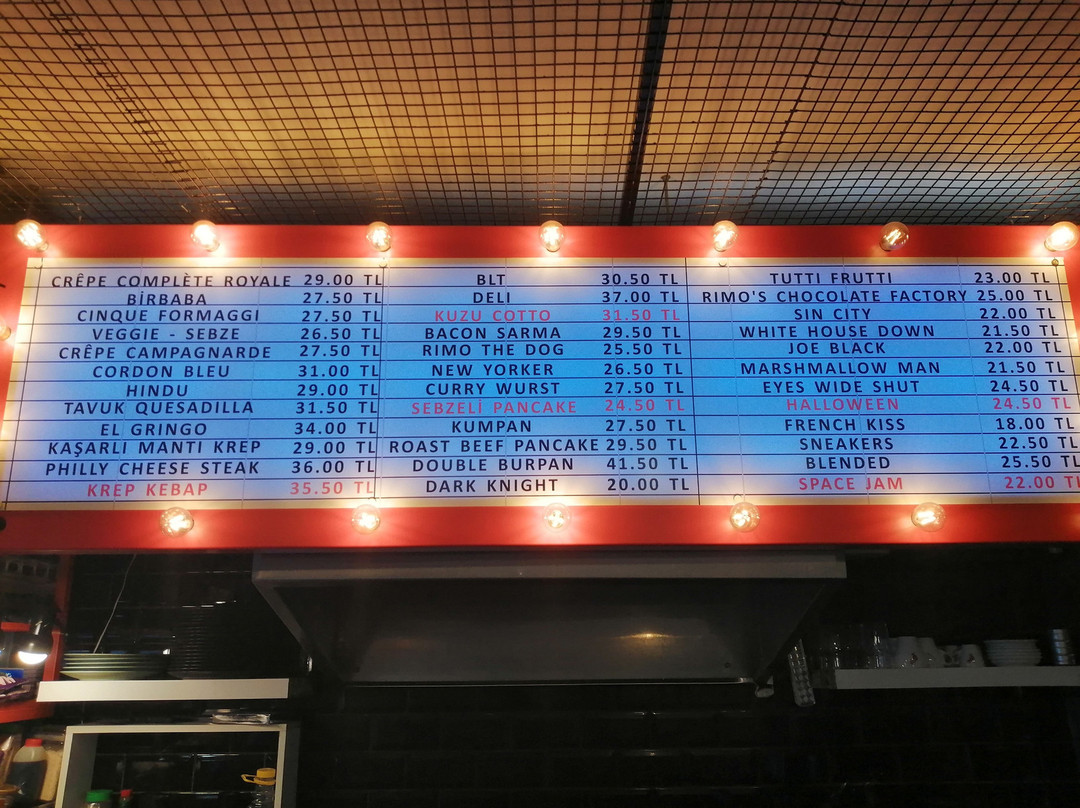 CRÊPE COMPLÈTE ROYALE 29.00 TL
BİRBABA 27.50 TL
CINQUE FORMAGGI 27.50 TL
VEGGIE - SEBZE 26.50 TL
CRÊPE CAMPAGNARDE 27.50 TL
CORDON BLEU 31.00 TL
HINDU 29.00 TL
TAVUK QUESADILLA 31.50 TL
EL GRINGO 34.00 TL
KAŞARLI MANTI KREP 29.00 TL
PHILLY CHEESE STEAK 36.00 TL
KREP KEBAP 35.50 TL
BLT 30.50 TL
DELI 37.00 TL
KUZU COTTO 31.50 TL
BACON SARMA 29.50 TL
RIMO THE DOG 25.50 TL
NEW YORKER 26.50 TL
CURRY WURST 27.50 TL
SEBZELİ PANCAKE 24.50 TL
KUMPAN 27.50 TL
ROAST BEEF PANCAKE 29.50 TL
DOUBLE BURPAN 41.50 TL
DARK KNIGHT 20.00 TL
TUTTI FRUTTI 23.00 TL
RIMO'S CHOCOLATE FACTORY 25.00 TL
SIN CITY 22.00 TL
WHITE HOUSE DOWN 21.50 TL
JOE BLACK 22.00 TL
MARSHMALLOW MAN 21.50 TL
EYES WIDE SHUT 24.50 TL
HALLOWEEN 24.50 TL
FRENCH KISS 18.00 TL
SNEAKERS 22.50 TL
BLENDED 25.50 TL
SPACE JAM 22.00 TL